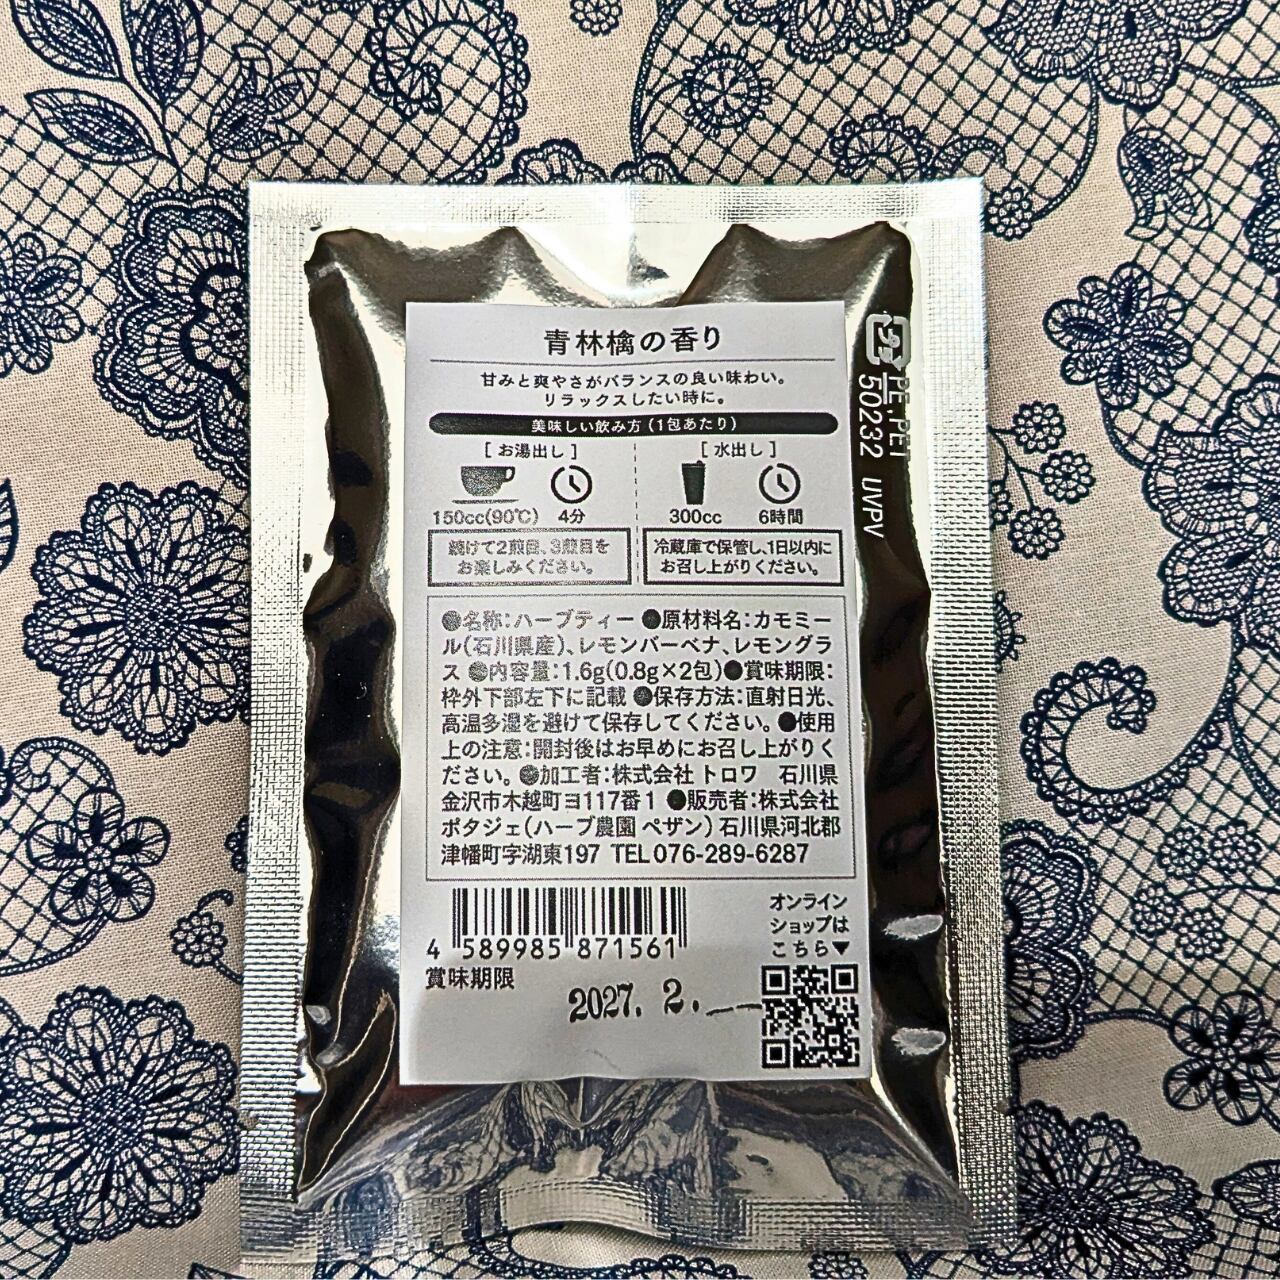 青林檎の香り
甘みと爽やさがバランスの良い味わい。
リラックスしたい時に。
美味しい飲み方（1包あたり）
［お湯出し］
150cc(90℃) 4分
続けて2煎目、3煎目を
お楽しみください。
［水出し］
300cc 6時間
冷蔵庫で保管し、1日以内に
お召し上がりください。
●名称：ハーブティー ●原材料名：カモミー
ル(石川県産)、レモンバーベナ、レモングラ
ス ●内容量：1.6g(0.8g×2包)●賞味期限：
枠外下部左下に記載 ●保存方法：直射日光、
高温多湿を避けて保存してください。●使用
上の注意：開封後はお早めにお召し上がりく
ださい。●加工者：株式会社 トロワ　石川県
金沢市木越町ヨ117番1 ●販売者：株式会社
ポタジェ（ハーブ農園 ペザン）石川県河北郡
津幡町字湖東197 TEL076-289-6287
4 589985 871561
賞味期限
2027. 2.
オンライン
ショップは
こちら▼
プラ
PE.PET
50232 UVPV